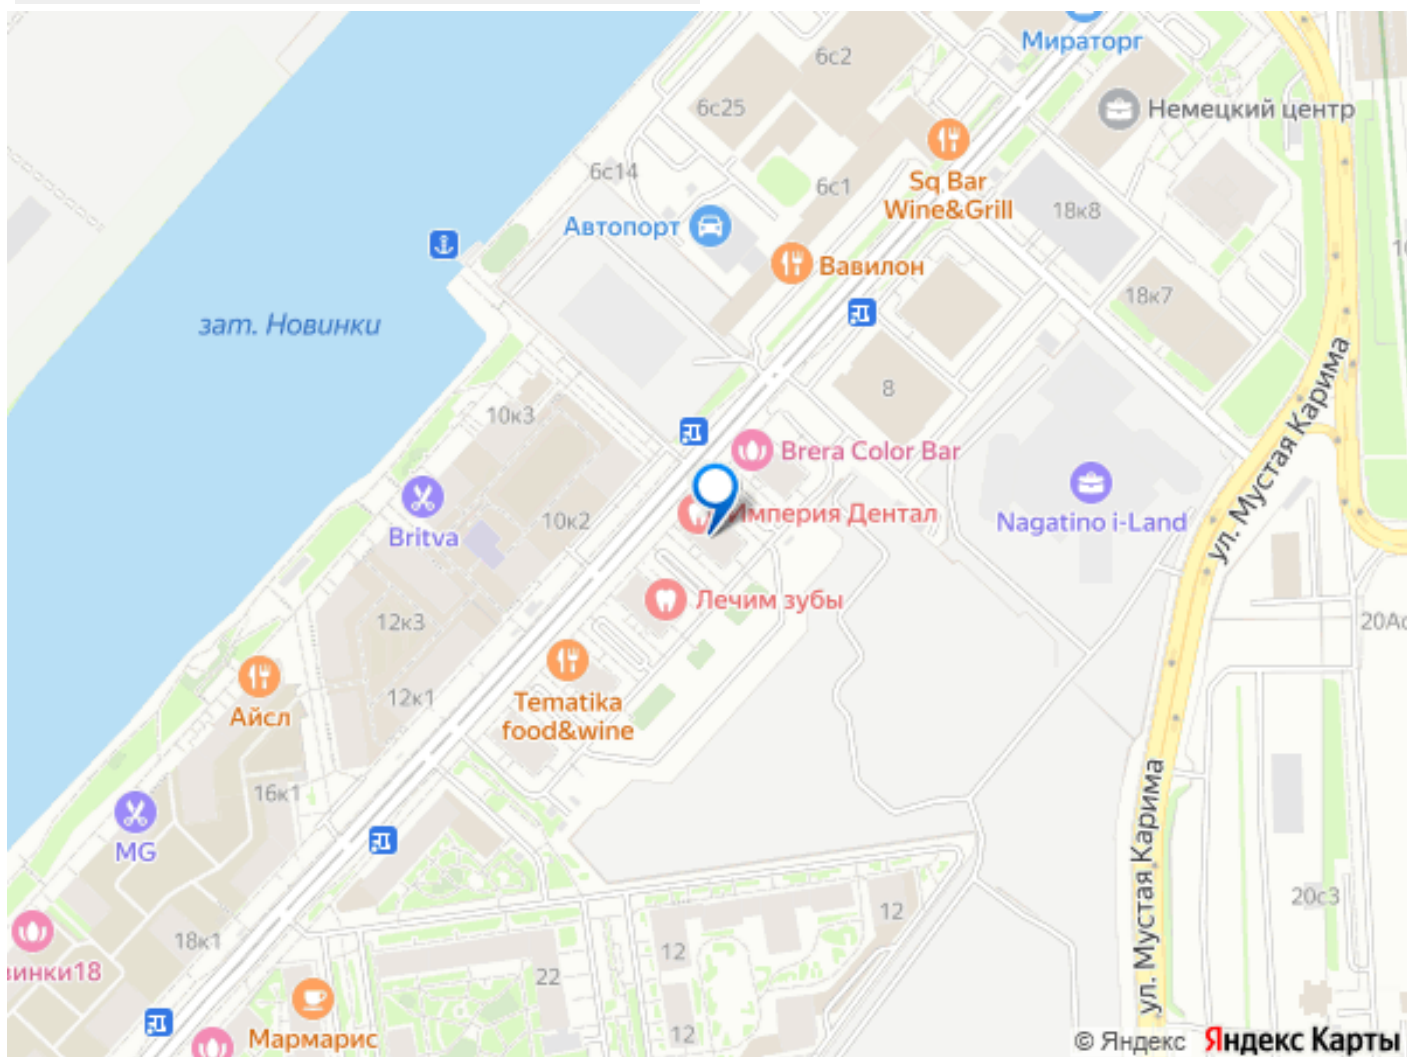 6с2
Мираторг
6с25
Немецкий центр
6с14
6с1
Sq Bar
Wine&Grill
18к8
Автопорт
Вавилон
18к7
зат. Новинки
8
10к3
ул. Мустая Карима
Brera Color Bar
Империя Дентал
10к2
Britva
Nagatino i-Land
Лечим зубы
12к3
20Ас
12к1
Айсл
Tematika
food&wine
16к1
MG
ул. Мустая Карима
20с3
12
18к1
12
винки18
22
12
Мармарис
© Яндекс
Яндекс Карты